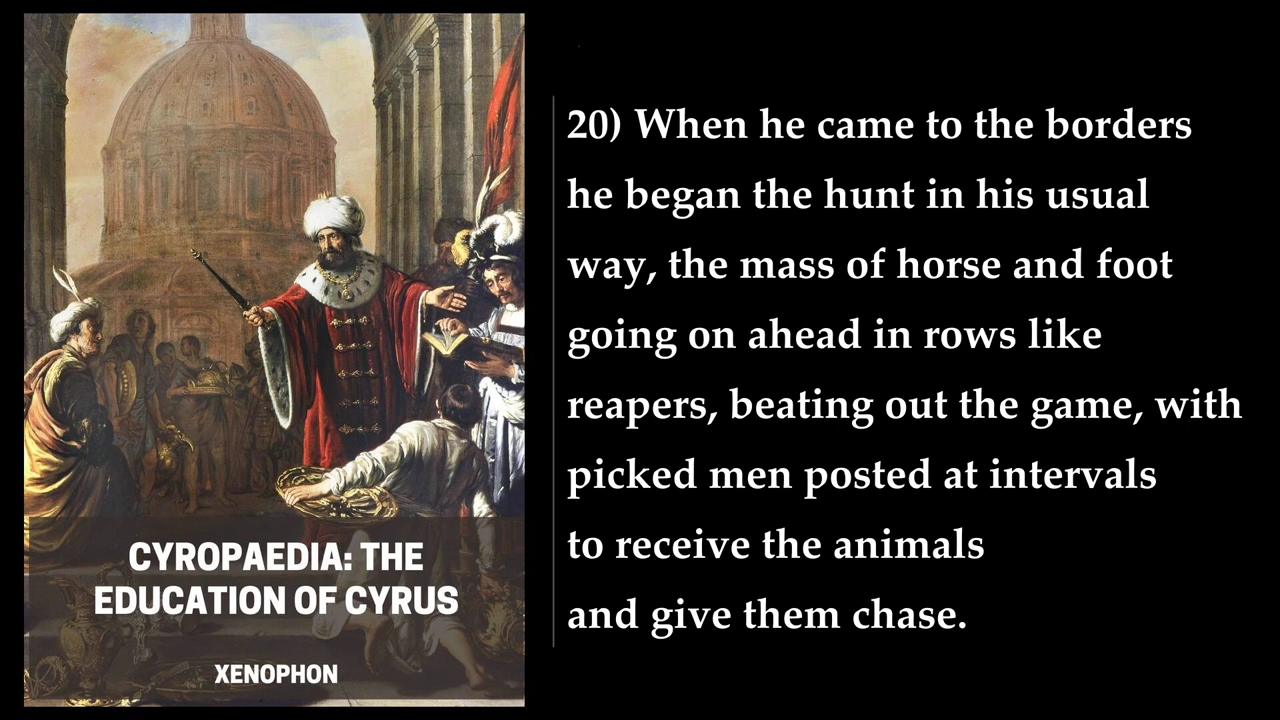 CYROPAEDIA: THE
EDUCATION OF CYRUS
XENOPHON
20) When he came to the borders
he began the hunt in his usual
way, the mass of horse and foot
going on ahead in rows like
reapers, beating out the game, with
picked men posted at intervals
to receive the animals
and give them chase.